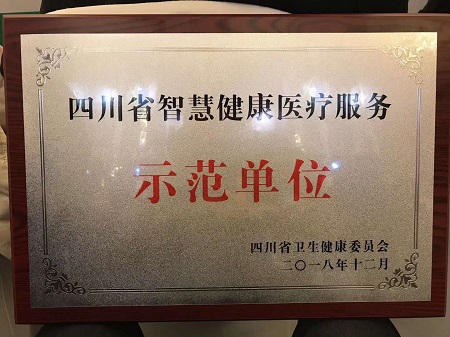 四川省智慧健康医疗服务
示范单位
四川省卫生健康委员会
二〇一八年十二月